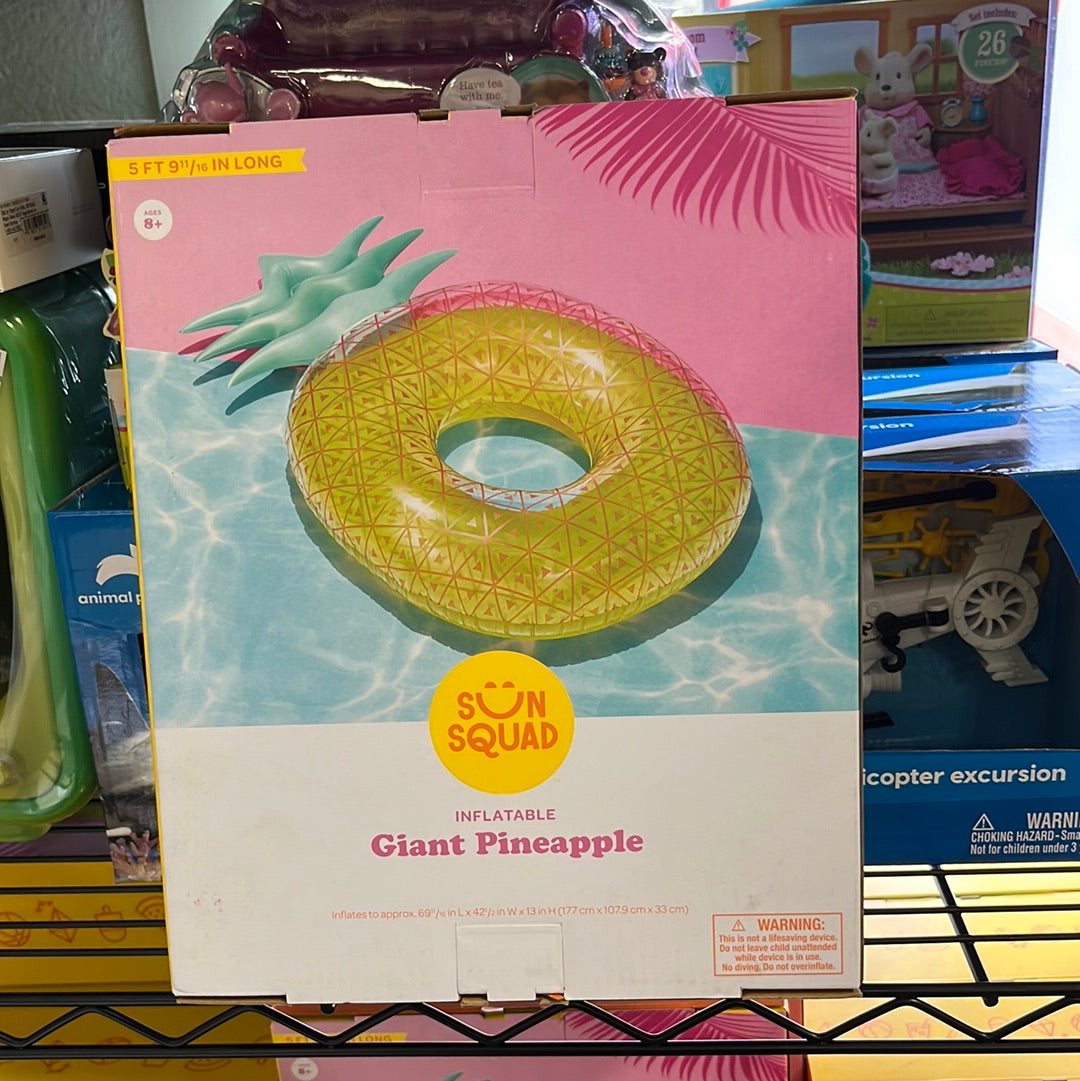 Have tea
with me.
Set includes:
26
PIECES!
5 FT 9 11/16 IN LONG
AGES
8+
animal
SUN
SQUAD
INFLATABLE
Giant Pineapple
Inflates to approx. 69 11/16 in L x 42 1/2 in W x 13 in H (177 cm x 107.9 cm x 33 cm)
⚠ WARNING:
This is not a lifesaving device.
Do not leave child unattended
while device is in use.
No diving. Do not overinflate.
icopter excursion
⚠ WARNI
CHOKING HAZARD - Sma
Not for children under 3